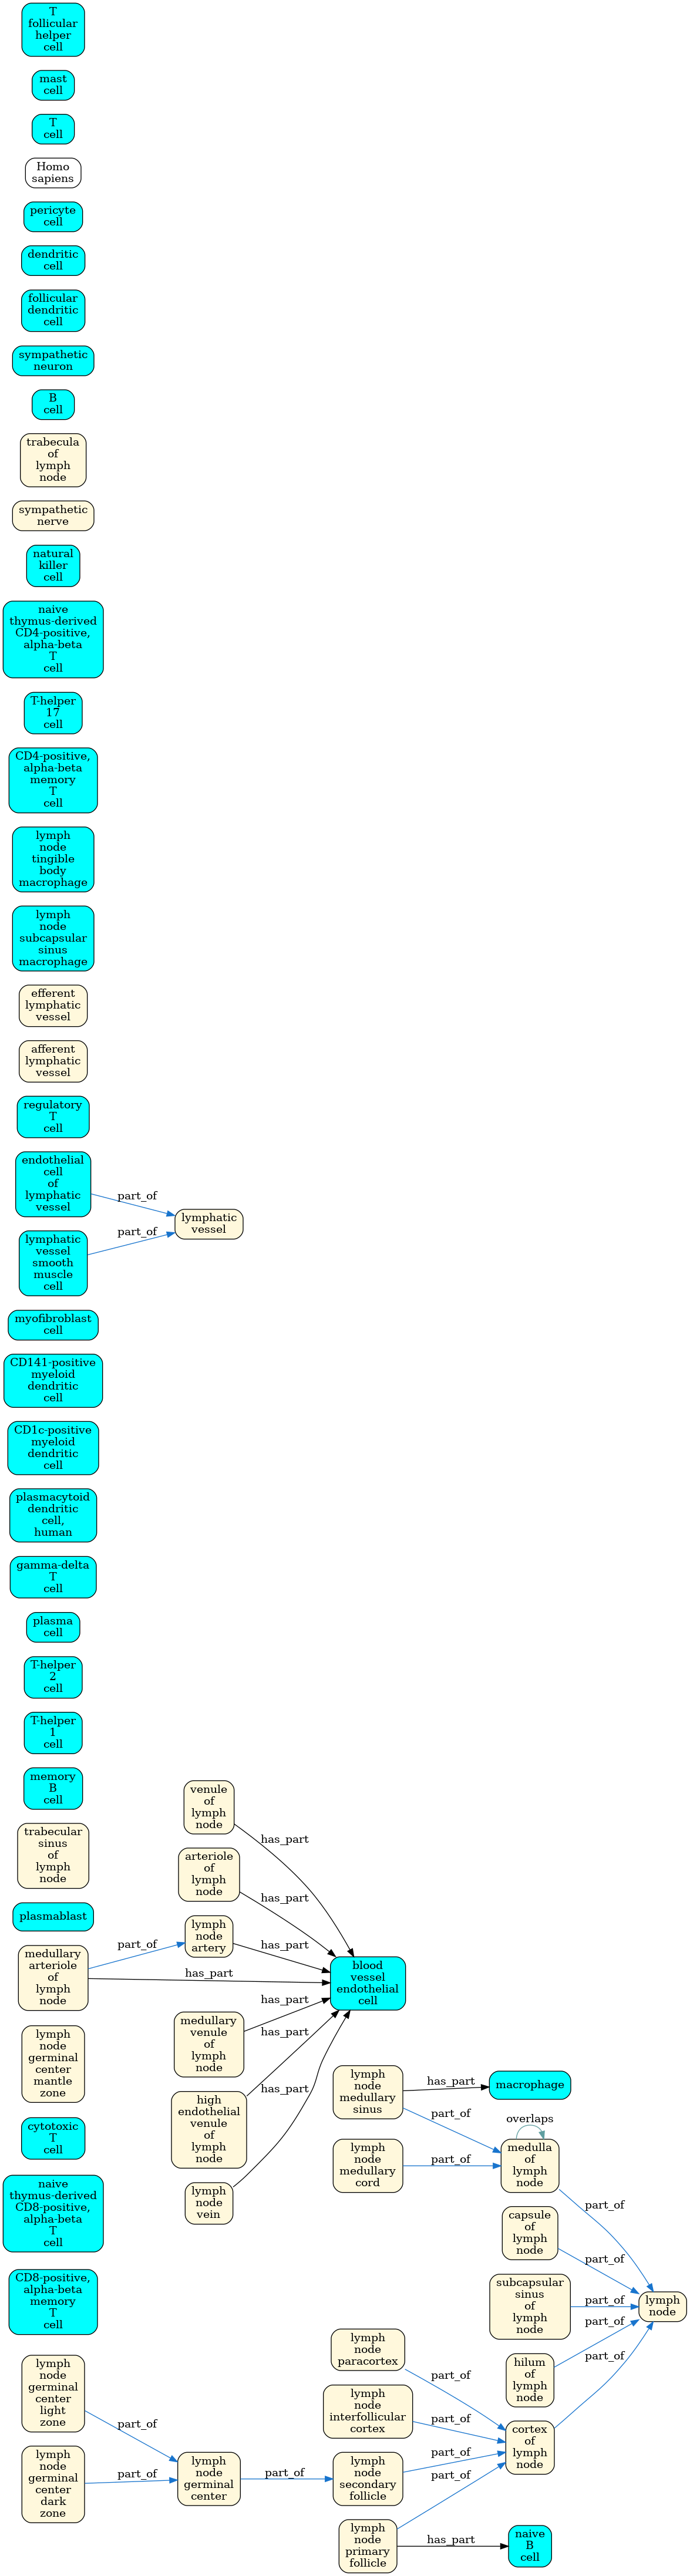 T
follicular
helper
cell
mast
cell
T
cell
Homo
sapiens
pericyte
cell
dendritic
cell
follicular
dendritic
cell
sympathetic
neuron
B
cell
trabecula
of
lymph
node
sympathetic
nerve
natural
killer
cell
naive
thymus-derived
CD4-positive,
alpha-beta
T
cell
T-helper
17
cell
CD4-positive,
alpha-beta
memory
T
cell
lymph
node
tingible
body
macrophage
lymph
node
subcapsular
sinus
macrophage
efferent
lymphatic
vessel
afferent
lymphatic
vessel
regulatory
T
cell
endothelial
cell
of
lymphatic
vessel
part_of
lymphatic
vessel
part_of
lymphatic
vessel
smooth
muscle
cell
myofibroblast
cell
CD141-positive
myeloid
dendritic
cell
CD1c-positive
myeloid
dendritic
cell
plasmacytoid
dendritic
cell,
human
gamma-delta
T
cell
plasma
cell
T-helper
2
cell
T-helper
1
cell
memory
B
cell
trabecular
sinus
of
lymph
node
plasmablast
medullary
arteriole
of
lymph
node
part_of
has_part
lymph
node
germinal
center
mantle
zone
cytotoxic
T
cell
naive
thymus-derived
CD8-positive,
alpha-beta
T
cell
CD8-positive,
alpha-beta
memory
T
cell
lymph
node
germinal
center
light
zone
part_of
lymph
node
germinal
center
dark
zone
part_of
venule
of
lymph
node
has_part
arteriole
of
lymph
node
has_part
lymph
node
artery
has_part
medullary
venule
of
lymph
node
has_part
high
endothelial
venule
of
lymph
node
has_part
lymph
node
vein
has_part
blood
vessel
endothelial
cell
lymph
node
germinal
center
part_of
lymph
node
medullary
sinus
has_part
macrophage
part_of
lymph
node
medullary
cord
part_of
overlaps
medulla
of
lymph
node
part_of
capsule
of
lymph
node
part_of
subcapsular
sinus
of
lymph
node
part_of
hilum
of
lymph
node
part_of
lymph
node
lymph
node
paracortex
part_of
lymph
node
interfollicular
cortex
part_of
lymph
node
secondary
follicle
part_of
lymph
node
primary
follicle
part_of
has_part
cortex
of
lymph
node
part_of
naive
B
cell